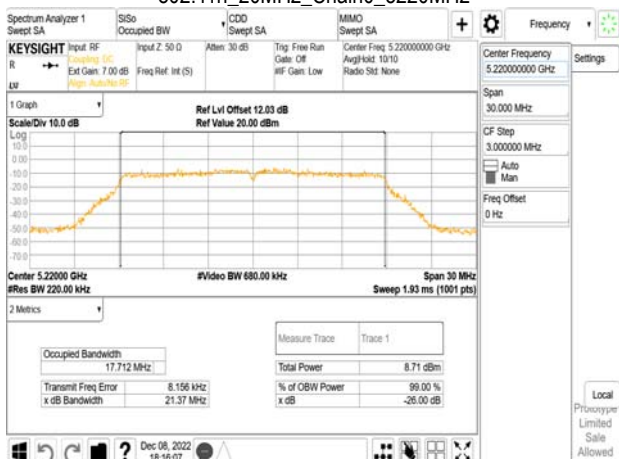 Spectrum Analyzer 1
Swept SA
SiSo
Occupied BW
CDD
Swept SA
MIMO
Swept SA
Frequency
KEYSIGHT
Input: RF
Coupling: DC
Ext Gain: 7.00 dB
Align: Auto/No RF
Input Z: 50 Ω
Freq Ref: Int (S)
Atten: 30 dB
Trig: Free Run
Gate: Off
#IF Gain: Low
Center Freq: 5.220000000 GHz
Avg|Hold: 10/10
Radio Std: None
R
LXI
1 Graph
Scale/Div 10.0 dB
Ref Lvl Offset 12.03 dB
Ref Value 20.00 dBm
Log
10.0
0.00
-10.0
-20.0
-30.0
-40.0
-50.0
-60.0
-70.0
Center 5.22000 GHz
#Res BW 220.00 kHz
#Video BW 680.00 kHz
Span 30 MHz
Sweep 1.93 ms (1001 pts)
2 Metrics
Occupied Bandwidth
17.712 MHz
Transmit Freq Error 8.156 kHz
x dB Bandwidth 21.37 MHz
Measure Trace Trace 1
Total Power 8.71 dBm
% of OBW Power 99.00 %
x dB -26.00 dB
Center Frequency
5.220000000 GHz
Span
30.000 MHz
CF Step
3.000000 MHz
Auto
Man
Freq Offset
0 Hz
Settings
Local
Prototype
Limited
Sale
Allowed
Dec 08, 2022
18:16:07